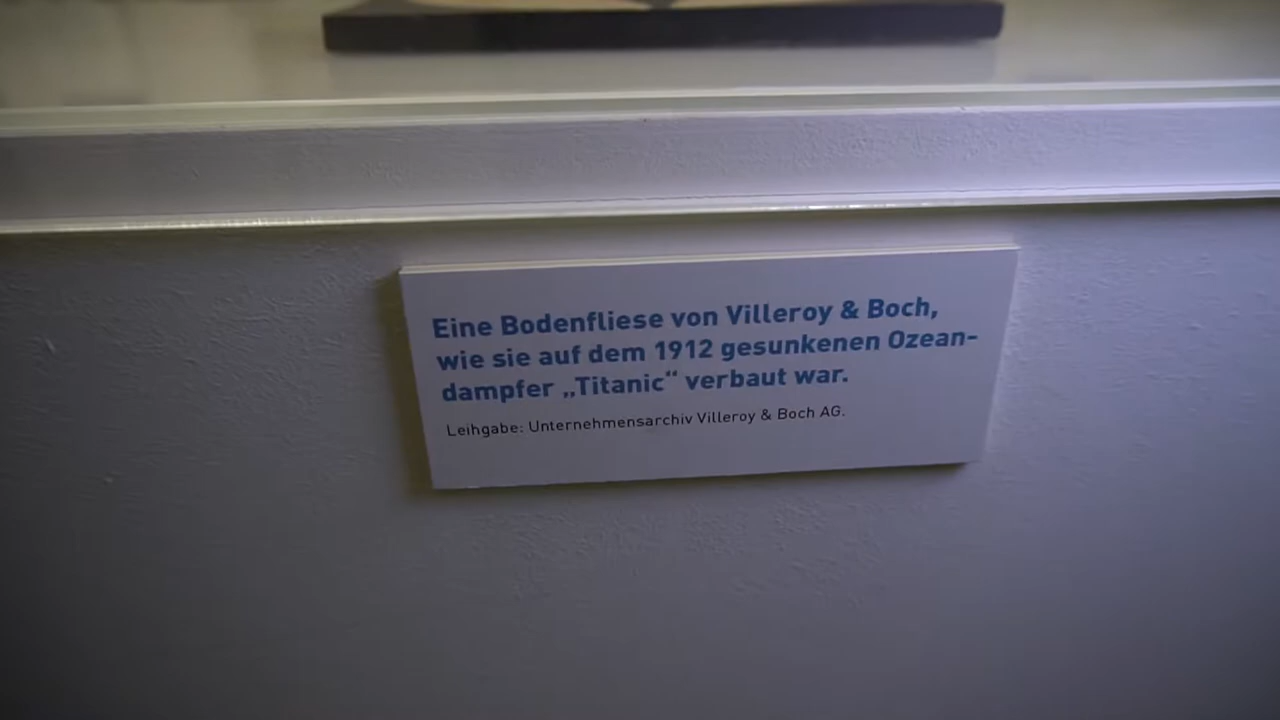 Eine Bodenfliese von Villeroy & Boch,
wie sie auf dem 1912 gesunkenen Ozean-
dampfer „Titanic“ verbaut war.
Leihgabe: Unternehmensarchiv Villeroy & Boch AG.